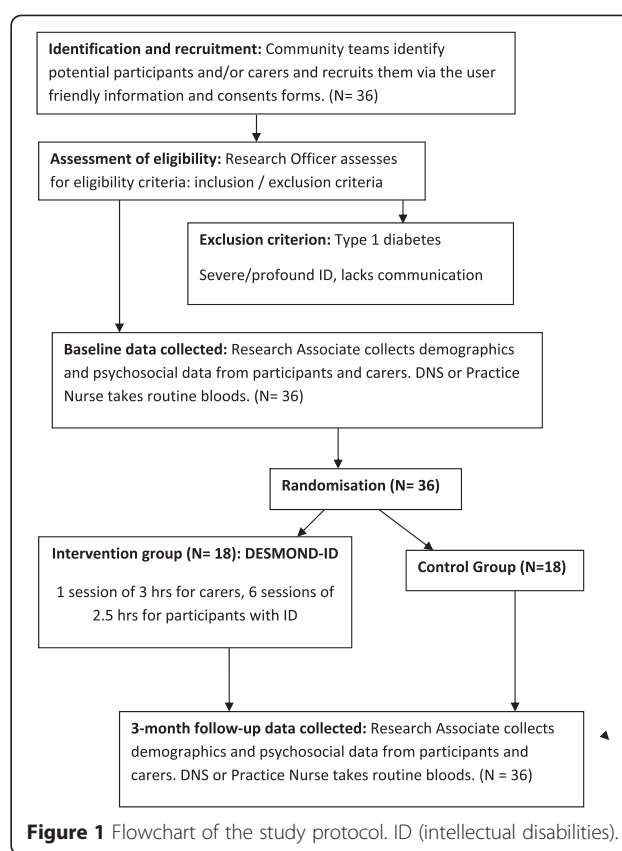 Identification and recruitment: Community teams identify
potential participants and/or carers and recruits them via the user
friendly information and consents forms. (N= 36)
Assessment of eligibility: Research Officer assesses
for eligibility criteria: inclusion / exclusion criteria
Exclusion criterion: Type 1 diabetes
Severe/profound ID, lacks communication
Baseline data collected: Research Associate collects demographics
and psychosocial data from participants and carers. DNS or Practice
Nurse takes routine bloods. (N= 36)
Randomisation (N= 36)
Intervention group (N= 18): DESMOND-ID
1 session of 3 hrs for carers, 6 sessions of
2.5 hrs for participants with ID
Control Group (N=18)
3-month follow-up data collected: Research Associate collects
demographics and psychosocial data from participants and
carers. DNS or Practice Nurse takes routine bloods. (N = 36)
Figure 1 Flowchart of the study protocol. ID (intellectual disabilities).